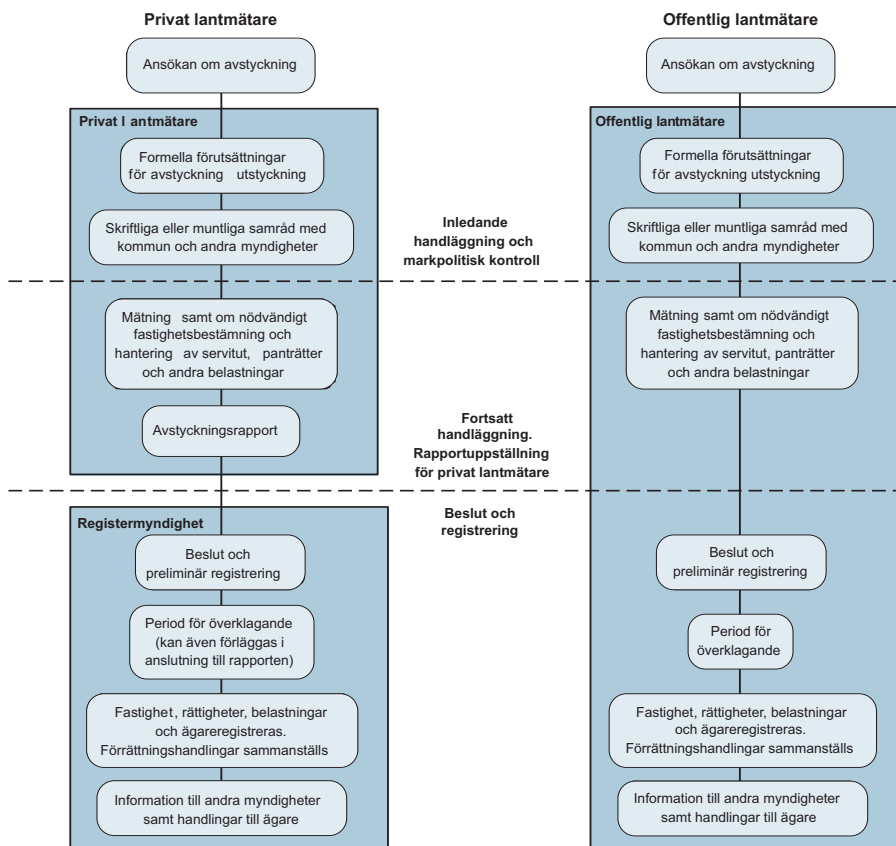 Privat lantmätare
Ansökan om avstyckning
Privat l antmätare
Formella förutsättningar
för avstyckning utstyckning
Skriftliga eller muntliga samråd med
kommun och andra myndigheter
Mätning samt om nödvändigt
fastighetsbestämning och
hantering av servitut, panträtter
och andra belastningar
Avstyckningsrapport
Registermyndighet
Beslut och
preliminär registrering
Period för överklagande
(kan även förläggas i
anslutning till rapporten)
Fastighet, rättigheter, belastningar
och ägareregistreras.
Förrättningshandlingar sammanställs
Information till andra myndigheter
samt handlingar till ägare
Inledande
handläggning och
markpolitisk kontroll
Fortsatt
handläggning.
Rapportuppställning
för privat lantmätare
Beslut och
registrering
Offentlig lantmätare
Ansökan om avstyckning
Offentlig lantmätare
Formella förutsättningar
för avstyckning utstyckning
Skriftliga eller muntliga samråd med
kommun och andra myndigheter
Mätning samt om nödvändigt
fastighetsbestämning och
hantering av servitut, panträtter
och andra belastningar
Beslut och
preliminär registrering
Period för
överklagande
Fastighet, rättigheter, belastningar
och ägareregistreras.
Förrättningshandlingar sammanställs
Information till andra myndigheter
samt handlingar till ägare